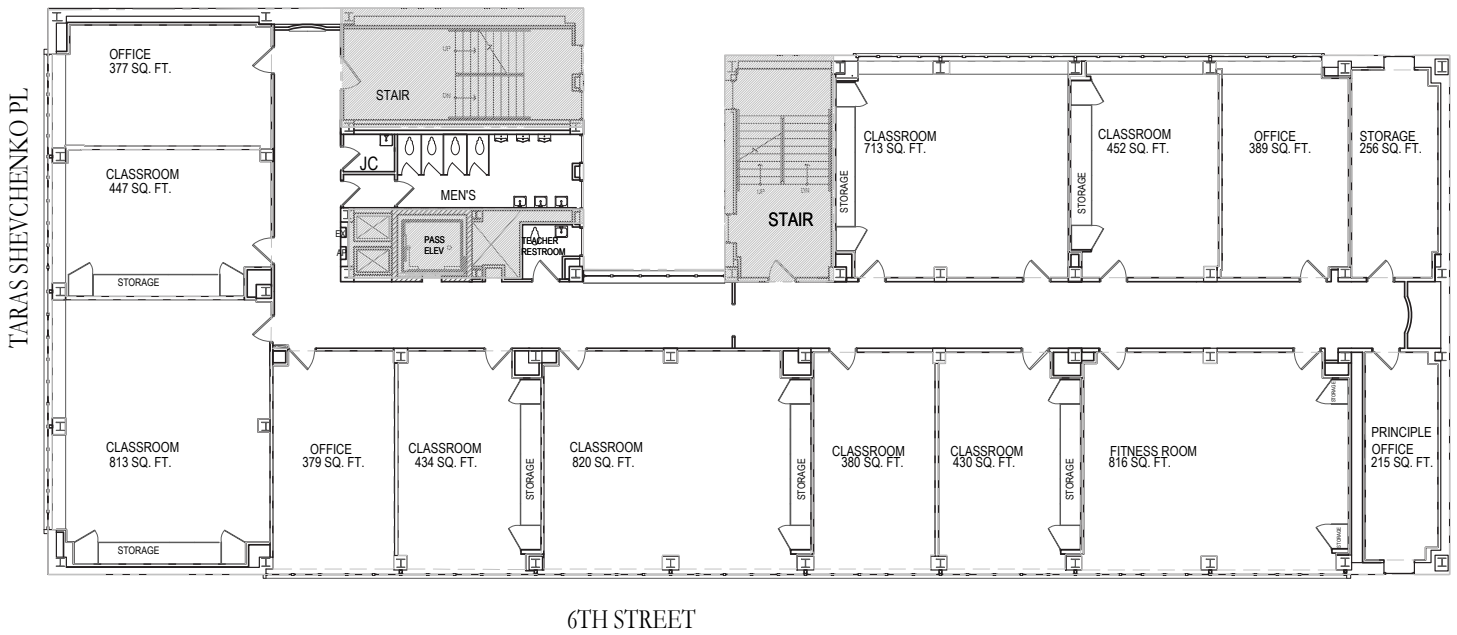 TARAS SHEVCHENKO PL
OFFICE
377 SQ. FT.
CLASSROOM
447 SQ. FT.
STORAGE
CLASSROOM
813 SQ. FT.
STORAGE
UP
DN
STAIR
JC
MEN'S
EX
PASS
ELEV
TEACHER
RESTROOM
STAIR
UP
DN
STORAGE
CLASSROOM
713 SQ. FT.
STORAGE
CLASSROOM
452 SQ. FT.
OFFICE
389 SQ. FT.
STORAGE
256 SQ. FT.
OFFICE
379 SQ. FT.
CLASSROOM
434 SQ. FT.
STORAGE
CLASSROOM
820 SQ. FT.
STORAGE
CLASSROOM
380 SQ. FT.
CLASSROOM
430 SQ. FT.
STORAGE
FITNESS ROOM
816 SQ. FT.
STORAGE
STORAGE
PRINCIPLE
OFFICE
215 SQ. FT.
6TH STREET